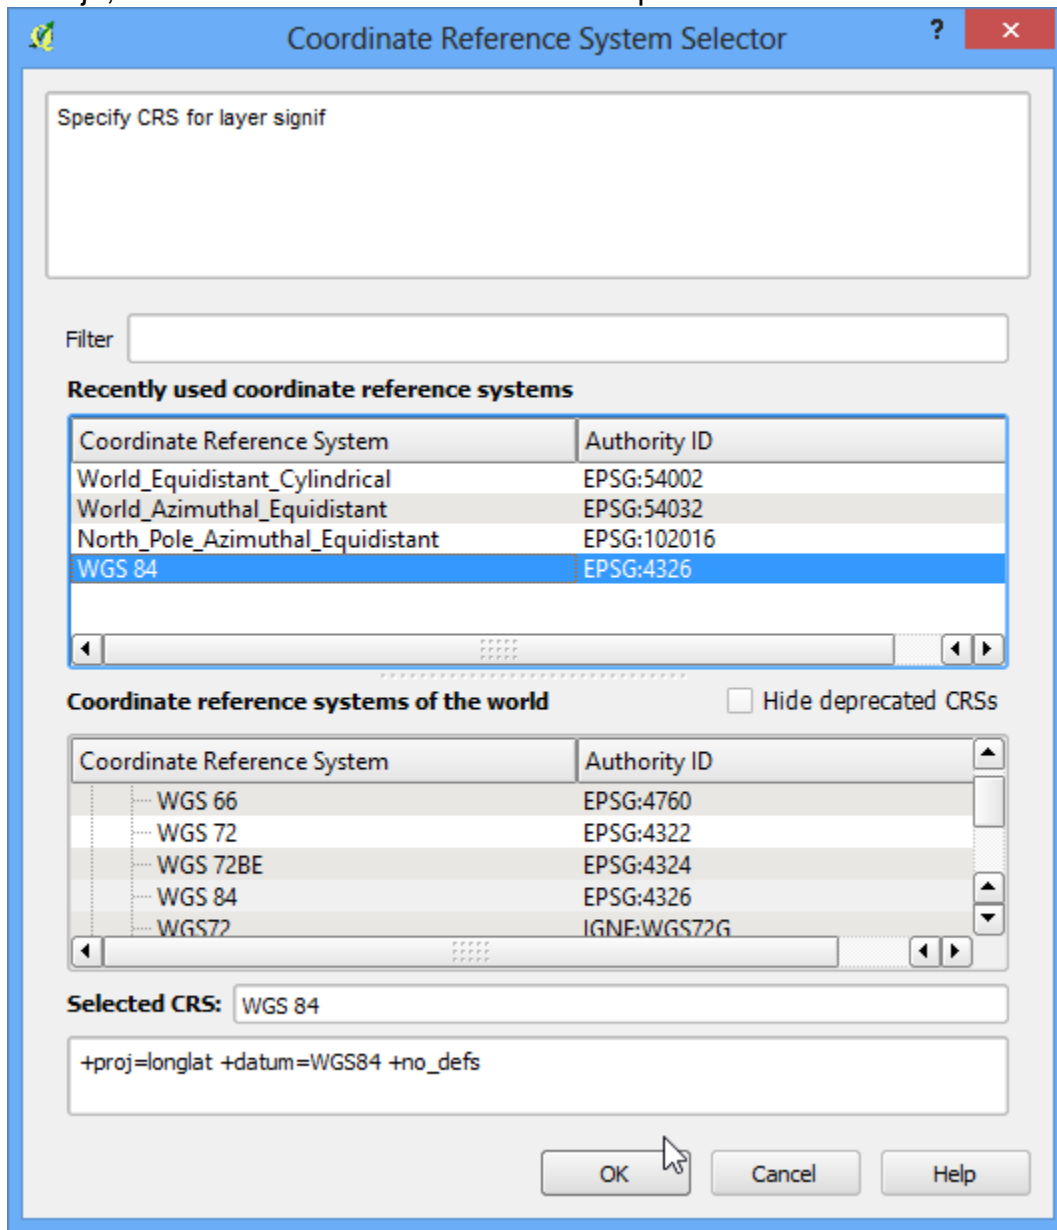 Coordinate Reference System Selector ?
Specify CRS for layer signif
Filter
Recently used coordinate reference systems
Coordinate Reference System Authority ID
World_Equidistant_Cylindrical EPSG:54002
World_Azimuthal_Equidistant EPSG:54032
North_Pole_Azimuthal_Equidistant EPSG:102016
WGS 84 EPSG:4326
Coordinate reference systems of the world Hide deprecated CRSs
Coordinate Reference System Authority ID
WGS 66 EPSG:4760
WGS 72 EPSG:4322
WGS 72BE EPSG:4324
WGS 84 EPSG:4326
WGS72 IGNF:WGS72G
Selected CRS: WGS 84
+proj=longlat +datum=WGS84 +no_defs
OK Cancel Help